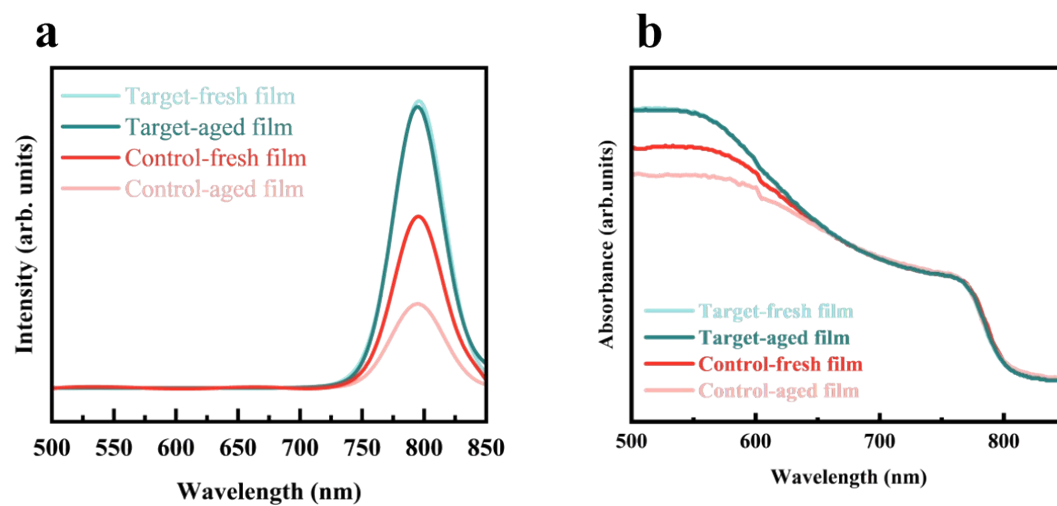 a
Target-fresh film
Target-aged film
Control-fresh film
Control-aged film
Intensity (arb. units)
500 550 600 650 700 750 800 850
Wavelength (nm)
b
Target-fresh film
Target-aged film
Control-fresh film
Control-aged film
Absorbance (arb.units)
500 600 700 800
Wavelength (nm)